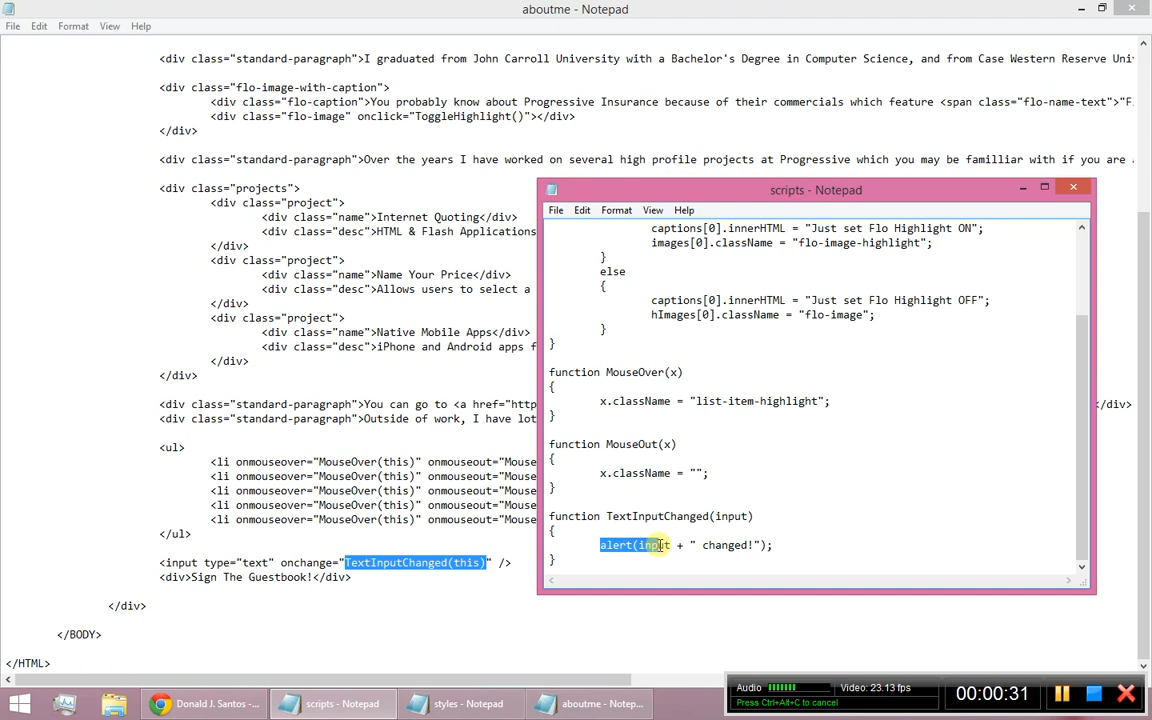 aboutme - Notepad
File Edit Format View Help
<div class="standard-paragraph">I graduated from John Carroll University with a Bachelor's Degree in Computer Science, and from Case Western Reserve Uni
<div class="flo-image-with-caption">
<div class="flo-caption">You probably know about Progressive Insurance because of their commercials which feature <span class="flo-name-text">"F
<div class="flo-image" onclick="ToggleHighlight()"></div>
</div>
<div class="standard-paragraph">Over the years I have worked on several high profile projects at Progressive which you may be familliar with if you are
<div class="projects">
<div class="project">
<div class="name">Internet Quoting</div>
<div class="desc">HTML & Flash Applications
</div>
<div class="project">
<div class="name">Name Your Price</div>
<div class="desc">Allows users to select a
</div>
<div class="project">
<div class="name">Native Mobile Apps</div>
<div class="desc">iPhone and Android apps f
</div>
</div>
<div class="standard-paragraph">You can go to <a href="http
</div>
<div class="standard-paragraph">Outside of work, I have lot
<ul>
<li onmouseover="MouseOver(this)" onmouseout="Mouse
<li onmouseover="MouseOver(this)" onmouseout="Mouse
<li onmouseover="MouseOver(this)" onmouseout="Mouse
<li onmouseover="MouseOver(this)" onmouseout="Mouse
<li onmouseover="MouseOver(this)" onmouseout="Mouse
</ul>
<input type="text" onchange="TextInputChanged(this)" />
<div>Sign The Guestbook!</div>
</div>
</BODY>
</HTML>
scripts - Notepad
File Edit Format View Help
captions[0].innerHTML = "Just set Flo Highlight ON";
images[0].className = "flo-image-highlight";
}
else
{
captions[0].innerHTML = "Just set Flo Highlight OFF";
hImages[0].className = "flo-image";
}
}
function MouseOver(x)
{
x.className = "list-item-highlight";
}
function MouseOut(x)
{
x.className = "";
}
function TextInputChanged(input)
{
alert(input + " changed!");
}
Donald J. Santos -...
scripts - Notepad
styles - Notepad
aboutme - Notep...
Audio
Video: 23.13 fps
Press Ctrl+Alt+C to cancel
00:00:31